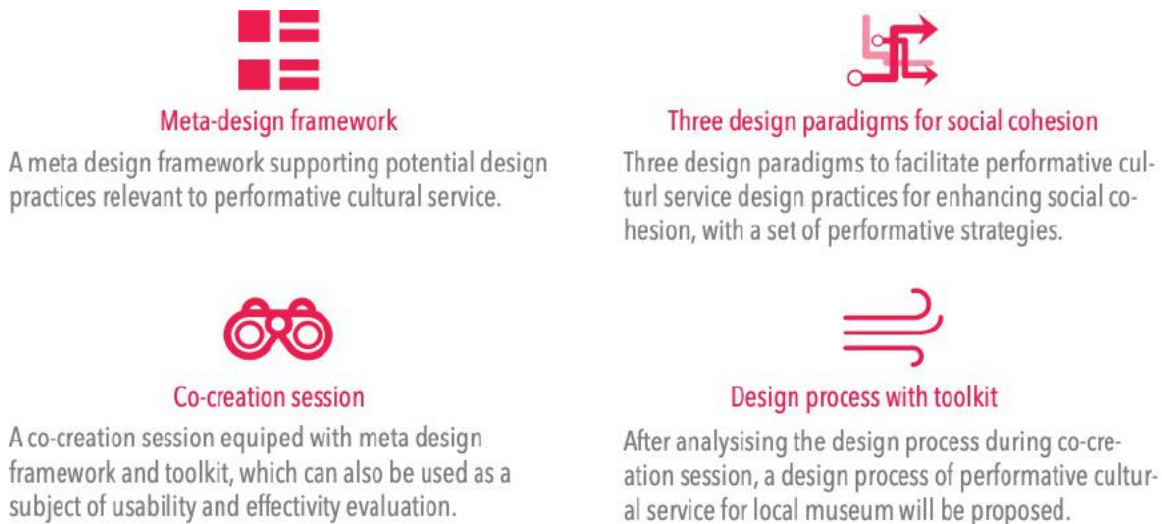 Meta-design framework
A meta design framework supporting potential design
practices relevant to performative cultural service.
Three design paradigms for social cohesion
Three design paradigms to facilitate performative cul-
turl service design practices for enhancing social co-
hesion, with a set of performative strategies.
Co-creation session
A co-creation session equiped with meta design
framework and toolkit, which can also be used as a
subject of usability and effectivity evaluation.
Design process with toolkit
After analysising the design process during co-cre-
ation session, a design process of performative cultur-
al service for local museum will be proposed.